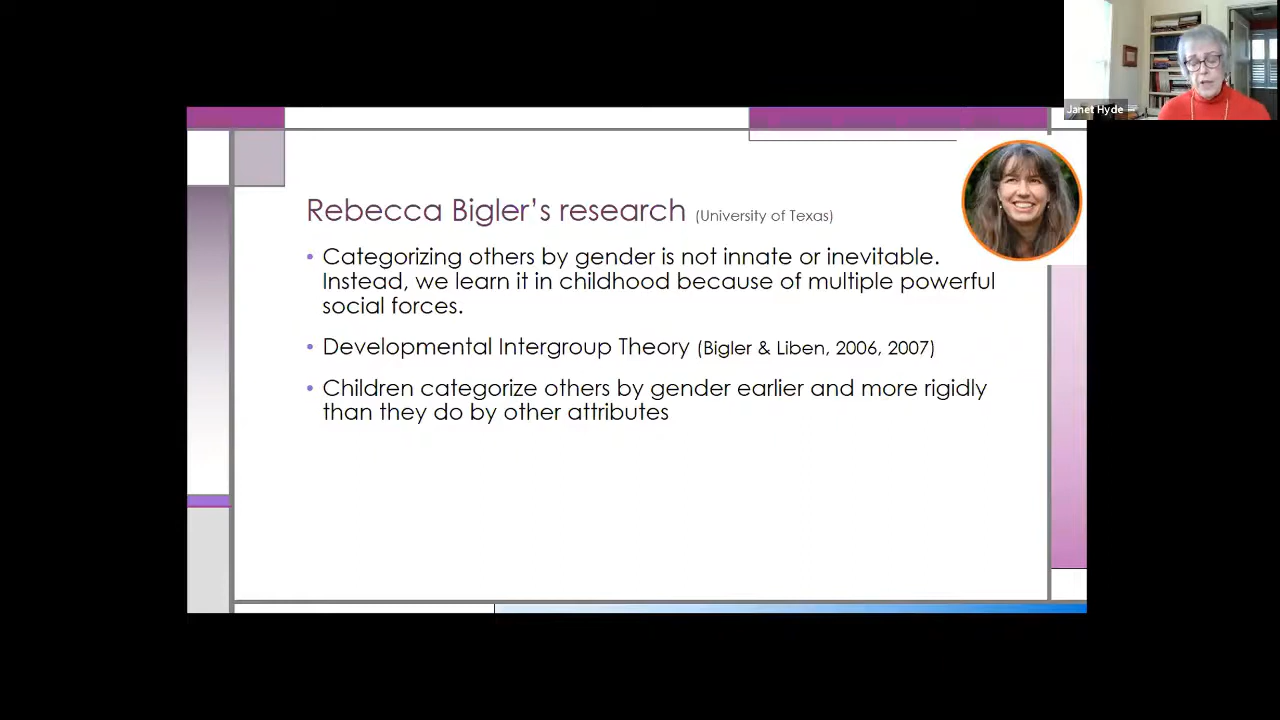 Janet Hyde
Rebecca Bigler’s research (University of Texas)
• Categorizing others by gender is not innate or inevitable.
Instead, we learn it in childhood because of multiple powerful
social forces.
• Developmental Intergroup Theory (Bigler & Liben, 2006, 2007)
• Children categorize others by gender earlier and more rigidly
than they do by other attributes